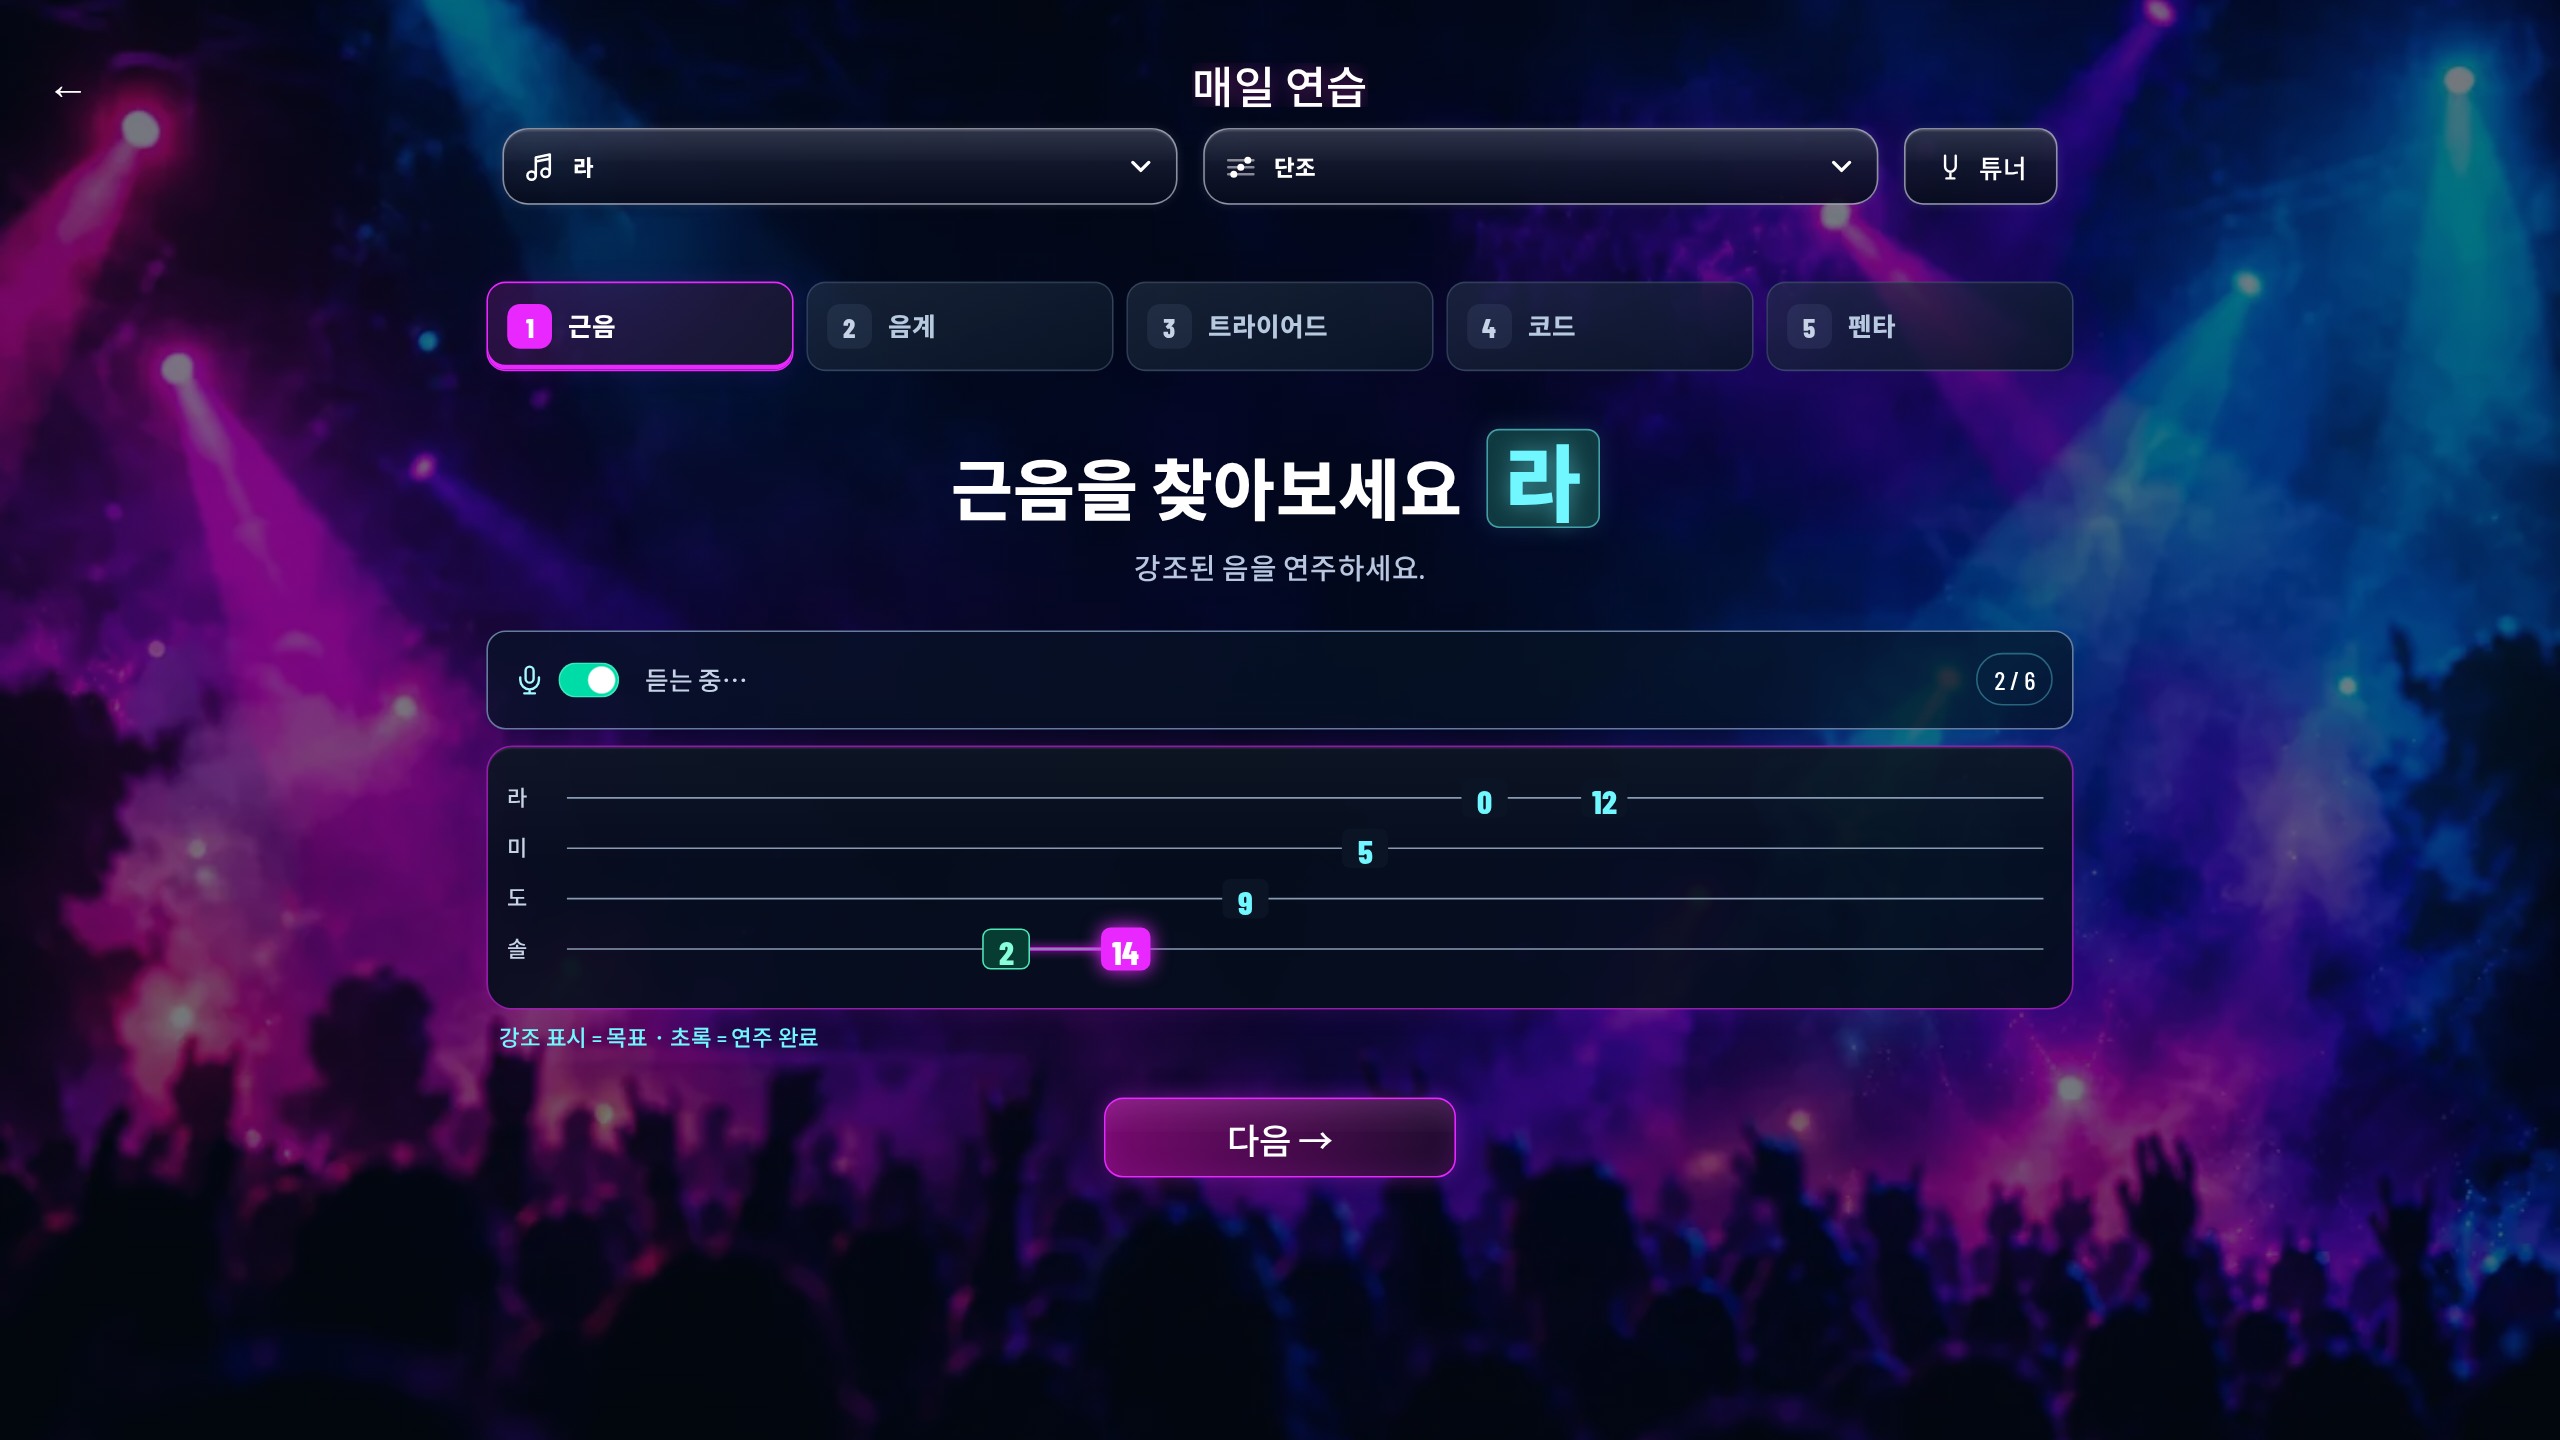 ←
매일 연습
라
단조
튜너
1 근음
2 음계
3 트라이어드
4 코드
5 펜타
근음을 찾아보세요 라
강조된 음을 연주하세요.
듣는 중…
2 / 6
라 0 12
미 5
도 9
솔 2 14
강조 표시 = 목표 · 초록 = 연주 완료
다음 →